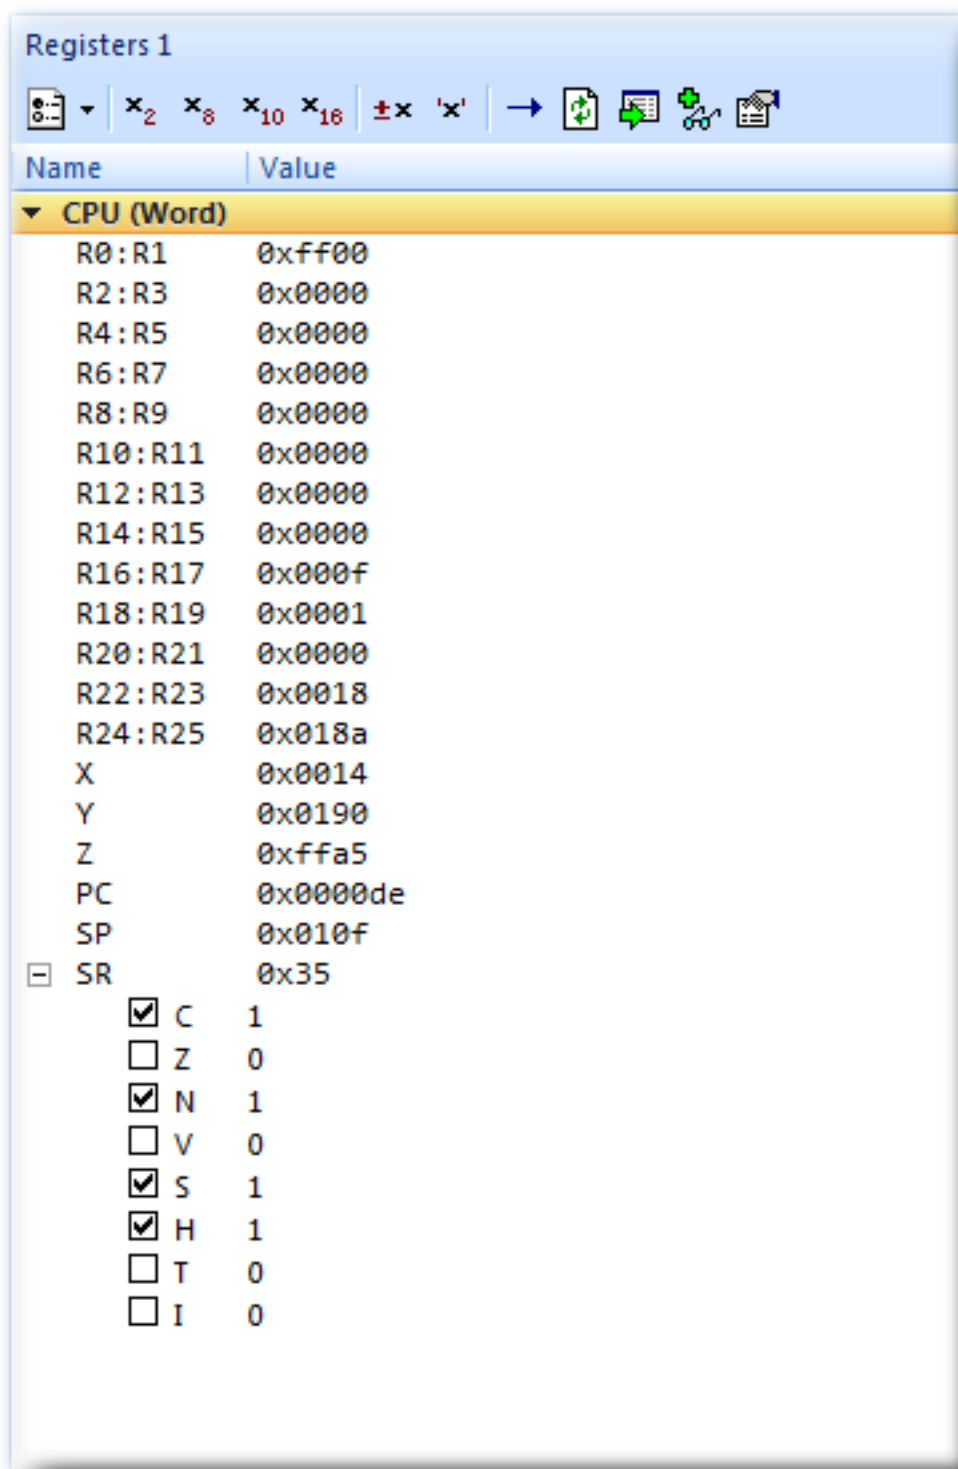 Registers 1
x2 x8 x10 x16 ±x 'x'
Name Value
CPU (Word)
R0:R1 0xff00
R2:R3 0x0000
R4:R5 0x0000
R6:R7 0x0000
R8:R9 0x0000
R10:R11 0x0000
R12:R13 0x0000
R14:R15 0x0000
R16:R17 0x000f
R18:R19 0x0001
R20:R21 0x0000
R22:R23 0x0018
R24:R25 0x018a
X 0x0014
Y 0x0190
Z 0xffa5
PC 0x0000de
SP 0x010f
SR 0x35
C 1
Z 0
N 1
V 0
S 1
H 1
T 0
I 0